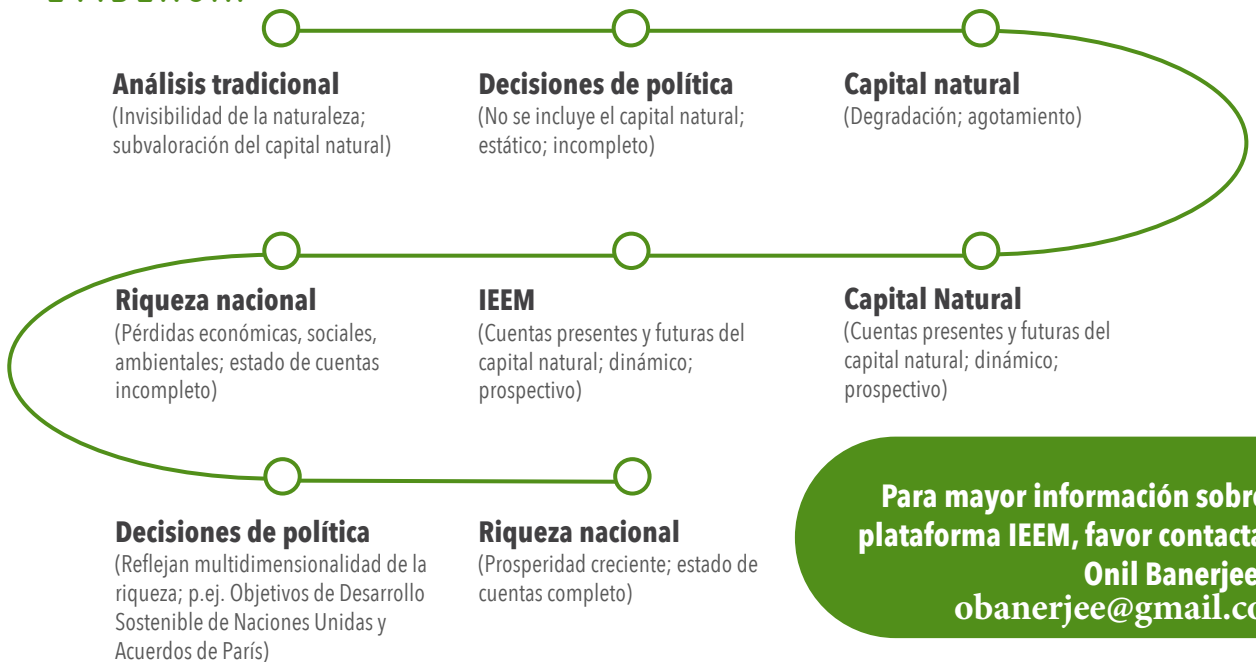 Análisis tradicional
(Invisibilidad de la naturaleza;
subvaloración del capital natural)
Decisiones de política
(No se incluye el capital natural;
estático; incompleto)
Capital natural
(Degradación; agotamiento)
Riqueza nacional
(Pérdidas económicas, sociales,
ambientales; estado de cuentas
incompleto)
IEEM
(Cuentas presentes y futuras del
capital natural; dinámico;
prospectivo)
Capital Natural
(Cuentas presentes y futuras del
capital natural; dinámico;
prospectivo)
Decisiones de política
(Reflejan multidimensionalidad de la
riqueza; p.ej. Objetivos de Desarrollo
Sostenible de Naciones Unidas y
Acuerdos de París)
Riqueza nacional
(Prosperidad creciente; estado de
cuentas completo)
Para mayor información sobre
plataforma IEEM, favor contacta
Onil Banerjee
obanerjee@gmail.co